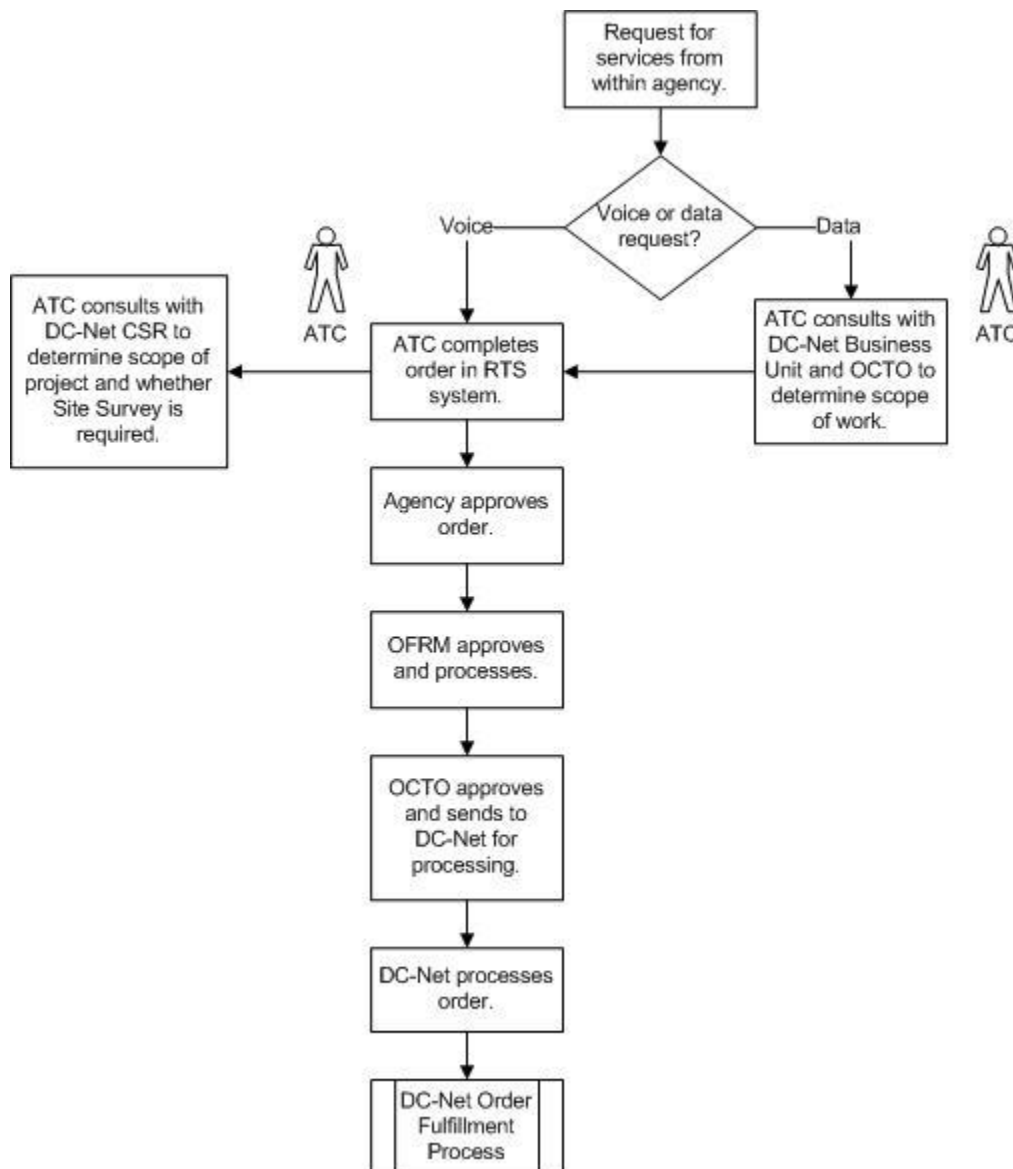 Request for
services from
within agency.
Voice or data
request?
Voice
Data
ATC
ATC
ATC consults with
DC-Net CSR to
determine scope of
project and whether
Site Survey is
required.
ATC completes
order in RTS
system.
ATC consults with
DC-Net Business
Unit and OCTO to
determine scope
of work.
Agency approves
order.
OFRM approves
and processes.
OCTO approves
and sends to
DC-Net for
processing.
DC-Net processes
order.
DC-Net Order
Fulfillment
Process